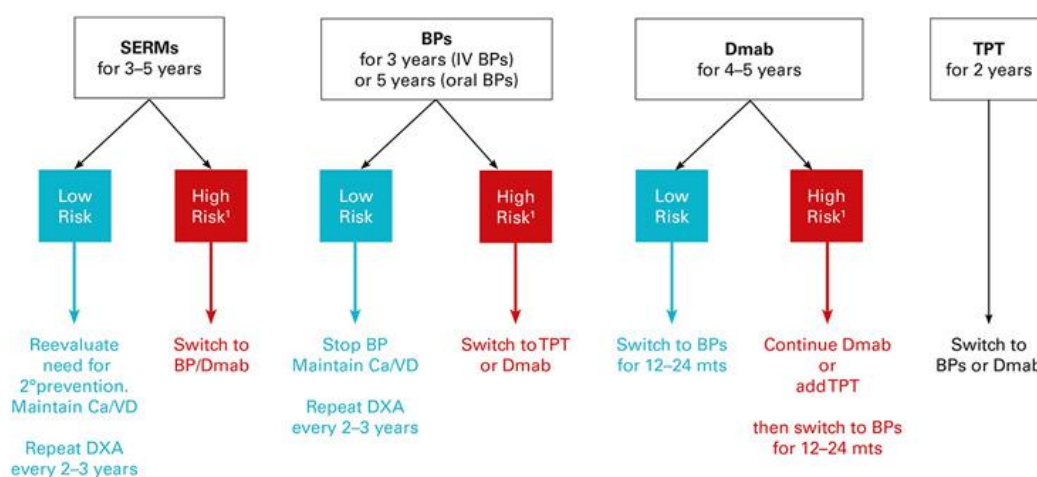 SERMs
for 3–5 years
BPs
for 3 years (IV BPs)
or 5 years (oral BPs)
Dmab
for 4–5 years
TPT
for 2 years
Low
Risk
High
Risk¹
Low
Risk
High
Risk¹
Low
Risk
High
Risk¹
Reevaluate
need for
2°prevention.
Maintain Ca/VD
Repeat DXA
every 2–3 years
Switch to
BP/Dmab
Stop BP
Maintain Ca/VD
Repeat DXA
every 2–3 years
Switch to TPT
or Dmab
Switch to BPs
for 12–24 mts
Continue Dmab
or
add TPT
then switch to BPs
for 12–24 mts
Switch to
BPs or Dmab